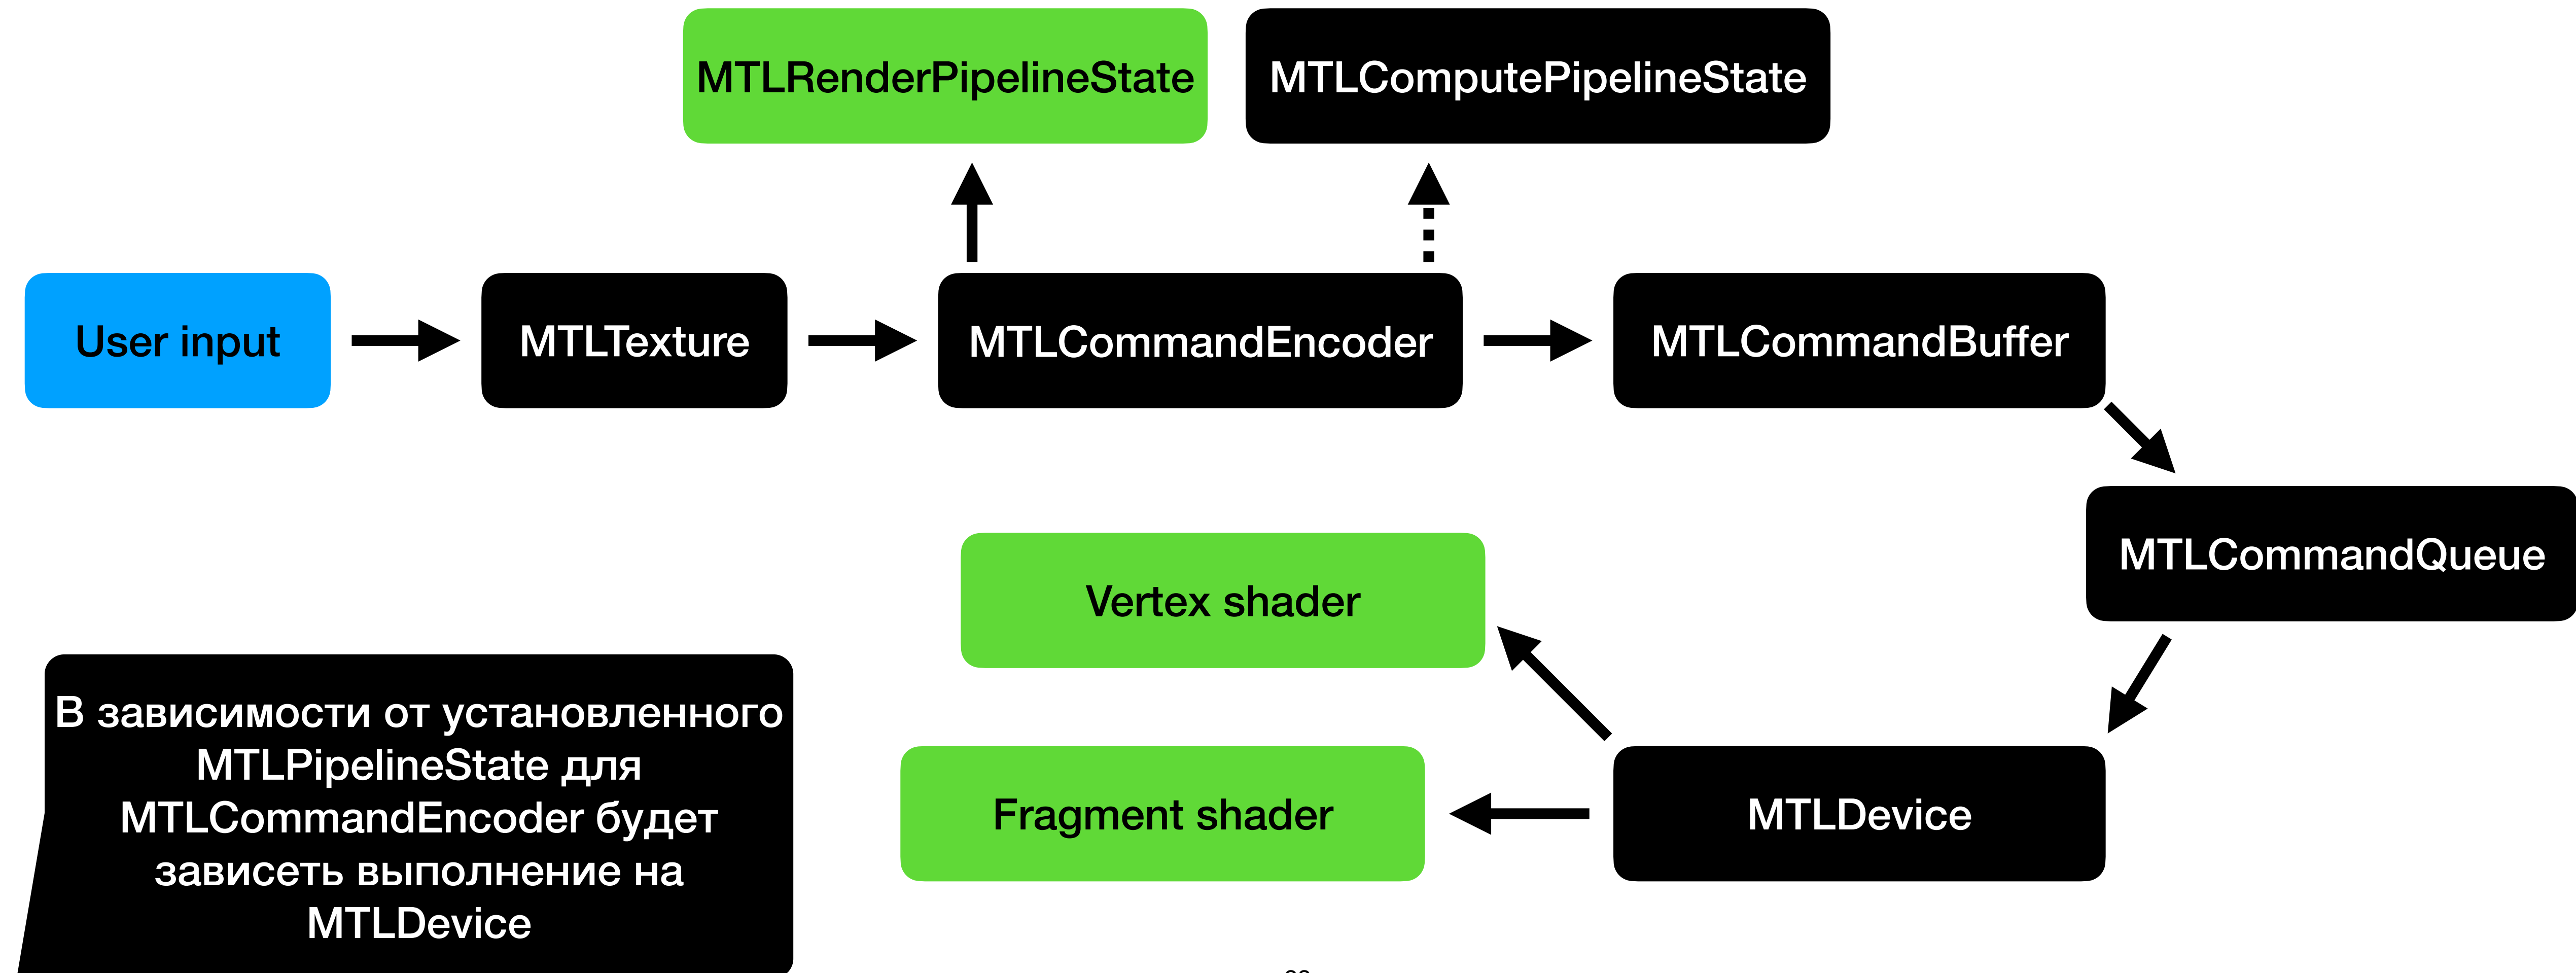 MTLRenderPipelineState
MTLComputePipelineState
User input
MTLTexture
MTLCommandEncoder
MTLCommandBuffer
MTLCommandQueue
Vertex shader
Fragment shader
MTLDevice
В зависимости от установленного
MTLPipelineState для
MTLCommandEncoder будет
зависеть выполнение на
MTLDevice